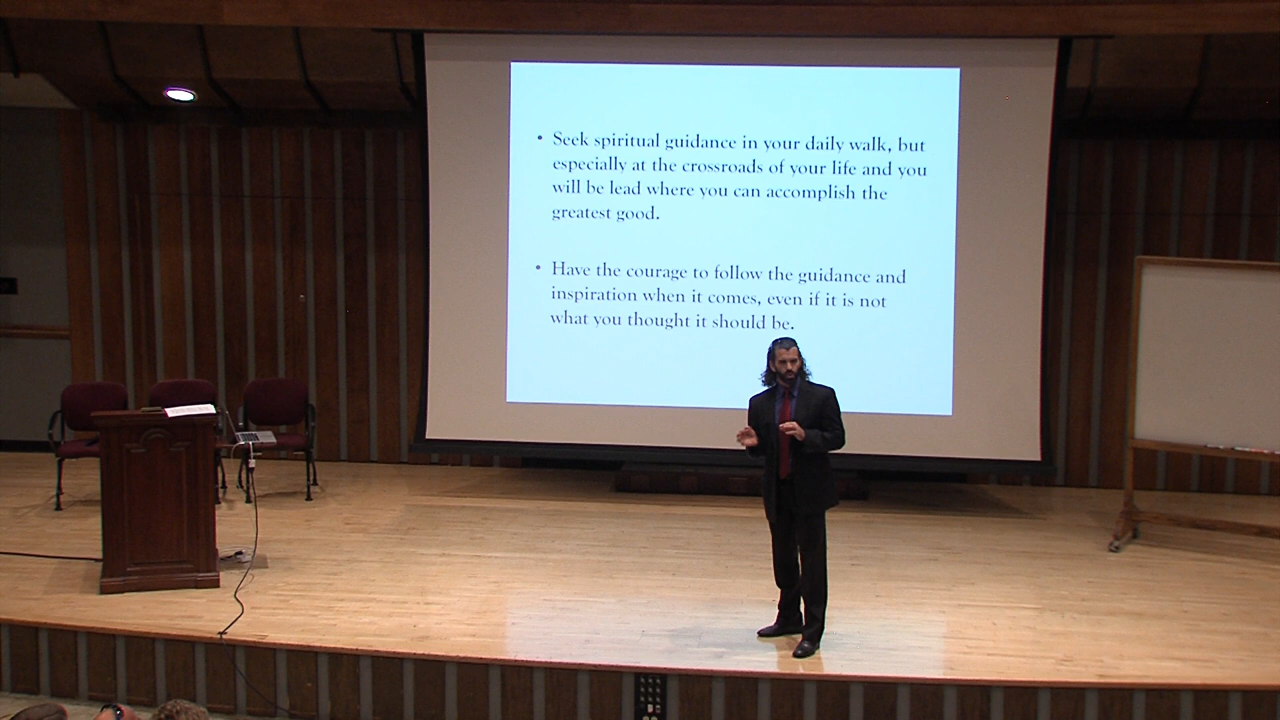 • Seek spiritual guidance in your daily walk, but
especially at the crossroads of your life and you
will be lead where you can accomplish the
greatest good.
• Have the courage to follow the guidance and
inspiration when it comes, even if it is not
what you thought it should be.